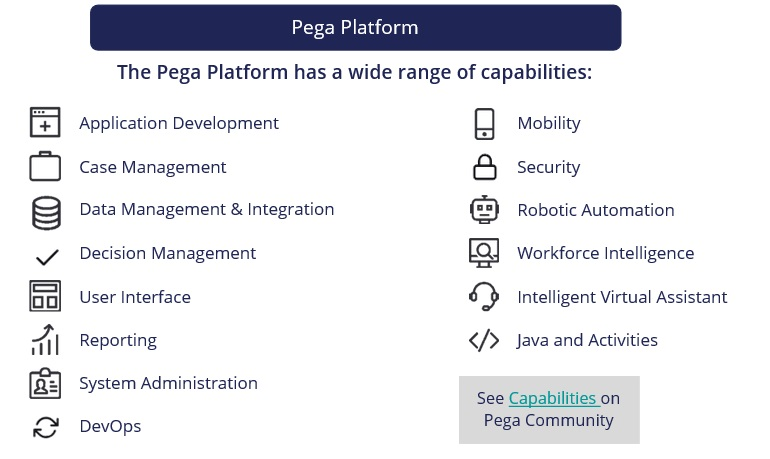 Pega Platform
The Pega Platform has a wide range of capabilities:
Application Development
Case Management
Data Management & Integration
Decision Management
User Interface
Reporting
System Administration
DevOps
Mobility
Security
Robotic Automation
Workforce Intelligence
Intelligent Virtual Assistant
Java and Activities
See Capabilities on
Pega Community